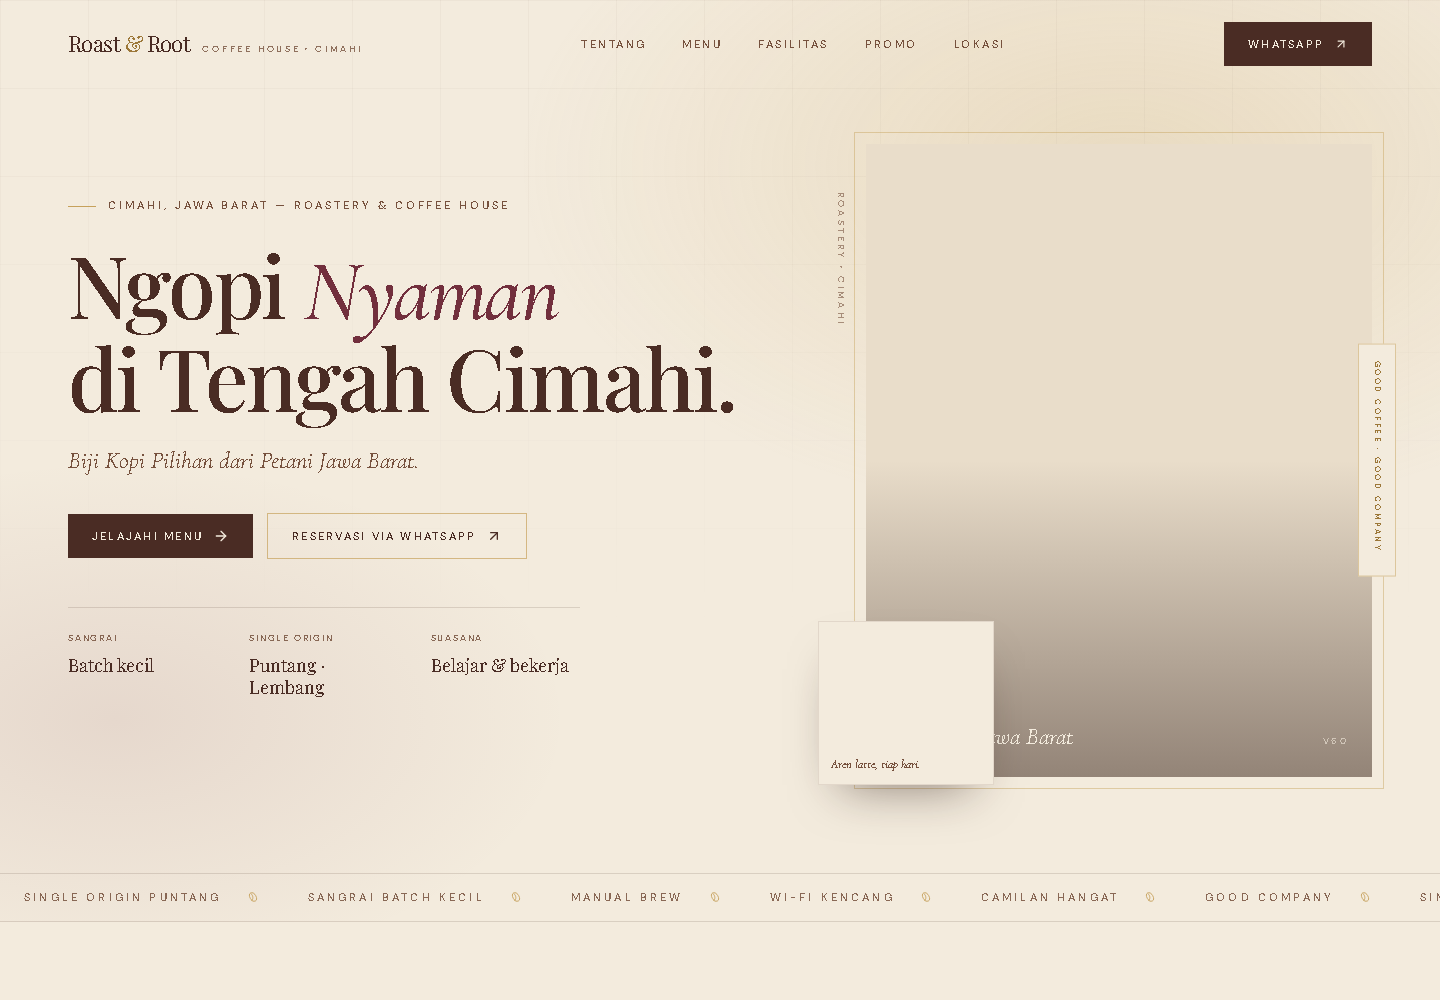 Roast & Root COFFEE HOUSE • CIMAHI
TENTANG MENU FASILITAS PROMO LOKASI
WHATSAPP
CIMAHI, JAWA BARAT — ROASTERY & COFFEE HOUSE
Ngopi Nyaman
di Tengah Cimahi.
Biji Kopi Pilihan dari Petani Jawa Barat.
JELAJAHI MENU
RESERVASI VIA WHATSAPP
SANGRAI
Batch kecil
SINGLE ORIGIN
Puntang ·
Lembang
SUASANA
Belajar & bekerja
ROASTERY • CIMAHI
GOOD COFFEE · GOOD COMPANY
Barat
V60
Aren latte, tiap hari
SINGLE ORIGIN PUNTANG SANGRAI BATCH KECIL MANUAL BREW WI-FI KENCANG CAMILAN HANGAT GOOD COMPANY